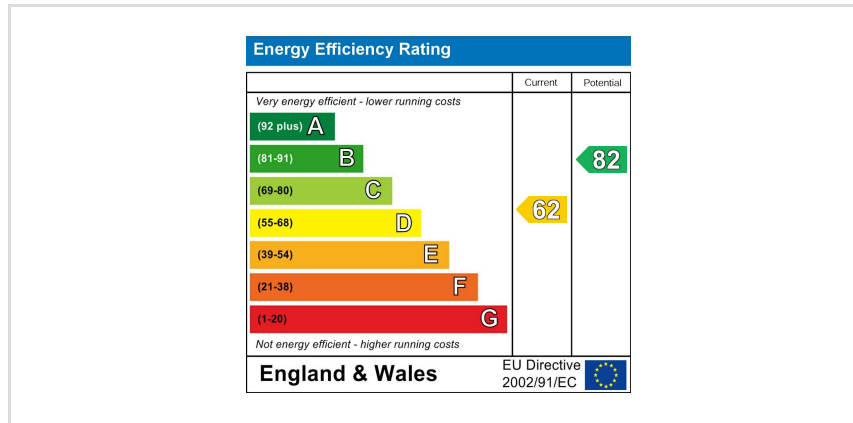 Energy Efficiency Rating
Current Potential
Very energy efficient - lower running costs
(92 plus) A
(81-91) B
82
(69-80) C
62
(55-68) D
(39-54) E
(21-38) F
(1-20) G
Not energy efficient - higher running costs
England & Wales
EU Directive
2002/91/EC